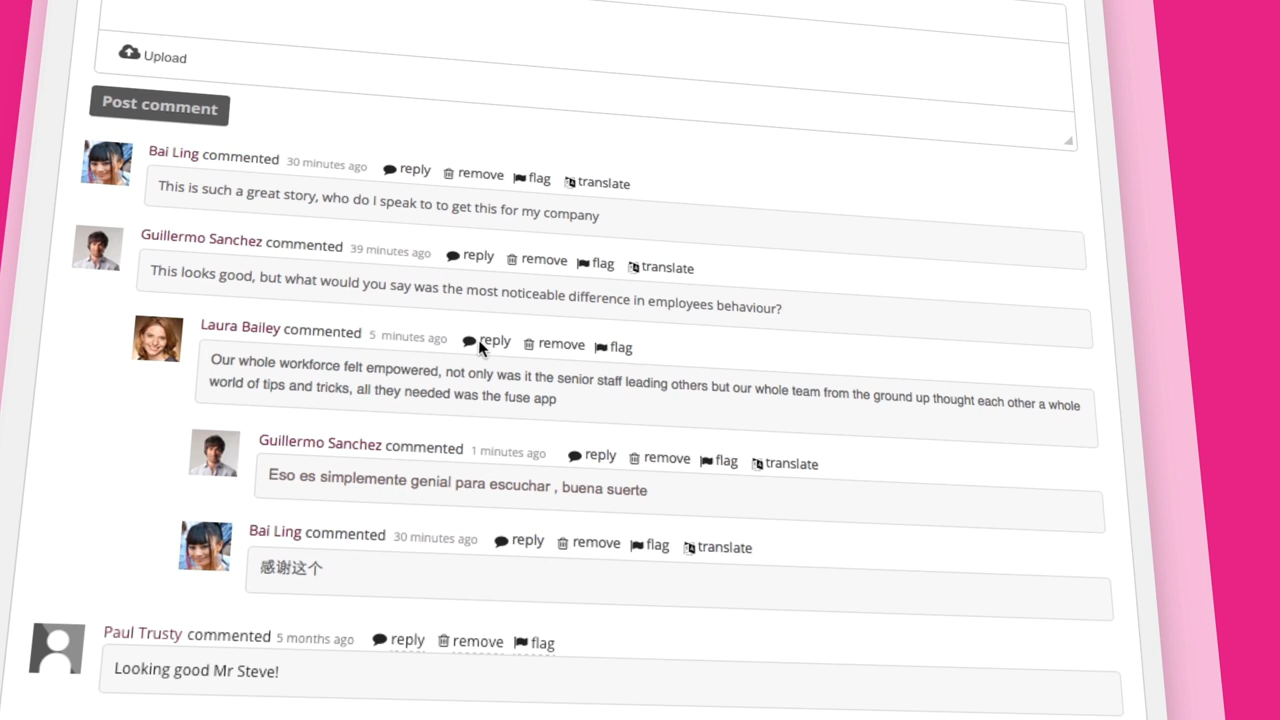 Upload
Post comment
Bai Ling commented 30 minutes ago reply remove flag translate
This is such a great story, who do I speak to to get this for my company
Guillermo Sanchez commented 39 minutes ago reply remove flag translate
This looks good, but what would you say was the most noticeable difference in employees behaviour?
Laura Bailey commented 5 minutes ago reply remove flag
Our whole workforce felt empowered, not only was it the senior staff leading others but our whole team from the ground up thought each other a whole
world of tips and tricks, all they needed was the fuse app
Guillermo Sanchez commented 1 minutes ago reply remove flag translate
Eso es simplemente genial para escuchar , buena suerte
Bai Ling commented 30 minutes ago reply remove flag translate
感谢这个
Paul Trusty commented 5 months ago reply remove flag
Looking good Mr Steve!